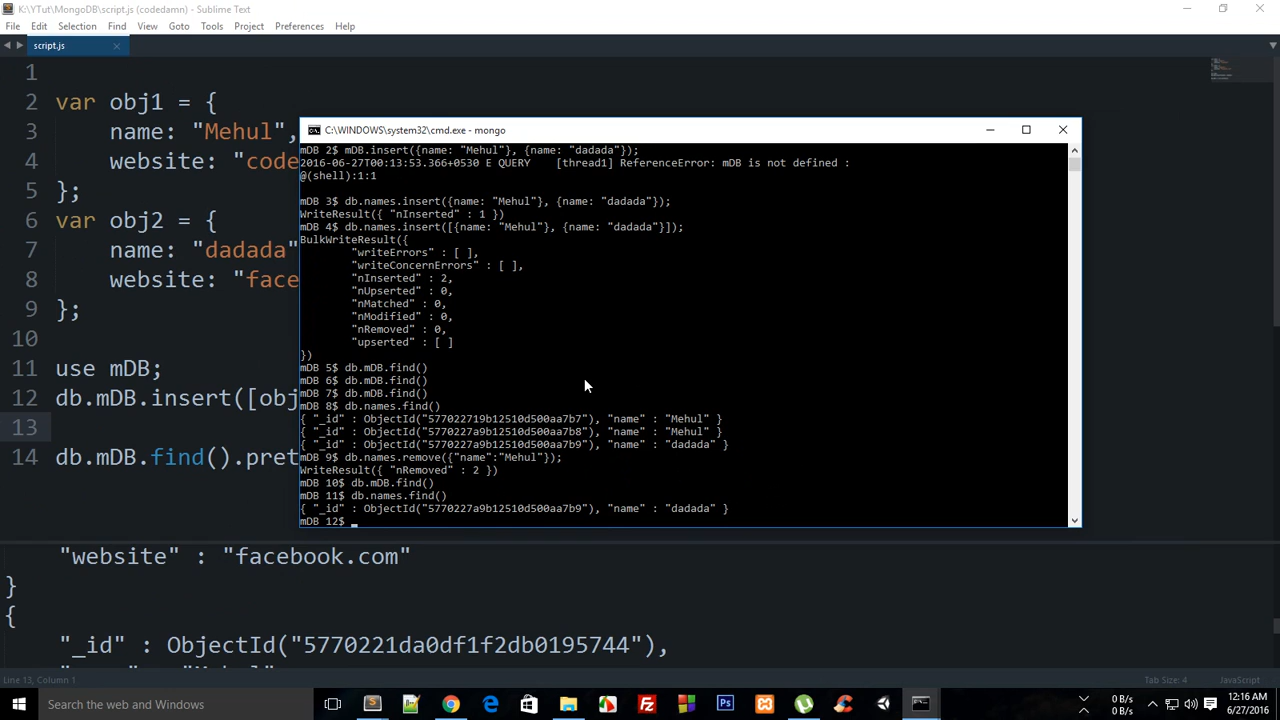 K:\YTut\MongoDB\script.js (codedamn) - Sublime Text
File Edit Selection Find View Goto Tools Project Preferences Help
script.js
1
2 var obj1 = {
3 name: "Mehul",
4 website: "code
5 };
6 var obj2 = {
7 name: "dadada"
8 website: "face
9 };
10
11 use mDB;
12 db.mDB.insert([obj
13
14 db.mDB.find().pret
C:\WINDOWS\system32\cmd.exe - mongo
mDB 2$ mDB.insert({name: "Mehul"}, {name: "dadada"});
2016-06-27T00:13:53.366+0530 E QUERY [thread1] ReferenceError: mDB is not defined :
@(shell):1:1
mDB 3$ db.names.insert({name: "Mehul"}, {name: "dadada"});
WriteResult({ "nInserted" : 1 })
mDB 4$ db.names.insert([{name: "Mehul"}, {name: "dadada"}]);
BulkWriteResult({
"writeErrors" : [ ],
"writeConcernErrors" : [ ],
"nInserted" : 2,
"nUpserted" : 0,
"nMatched" : 0,
"nModified" : 0,
"nRemoved" : 0,
"upserted" : [ ]
})
mDB 5$ db.mDB.find()
mDB 6$ db.mDB.find()
mDB 7$ db.mDB.find()
mDB 8$ db.names.find()
{ "_id" : ObjectId("577022719b12510d500aa7b7"), "name" : "Mehul" }
{ "_id" : ObjectId("5770227a9b12510d500aa7b8"), "name" : "Mehul" }
{ "_id" : ObjectId("5770227a9b12510d500aa7b9"), "name" : "dadada" }
mDB 9$ db.names.remove({"name":"Mehul"});
WriteResult({ "nRemoved" : 2 })
mDB 10$ db.mDB.find()
mDB 11$ db.names.find()
{ "_id" : ObjectId("5770227a9b12510d500aa7b9"), "name" : "dadada" }
mDB 12$
"website" : "facebook.com"
}
{
"_id" : ObjectId("5770221da0df1f2db0195744"),
Line 13, Column 1
Tab Size: 4
JavaScript
Search the web and Windows
0 B/s
0 B/s
12:16 AM
6/27/2016